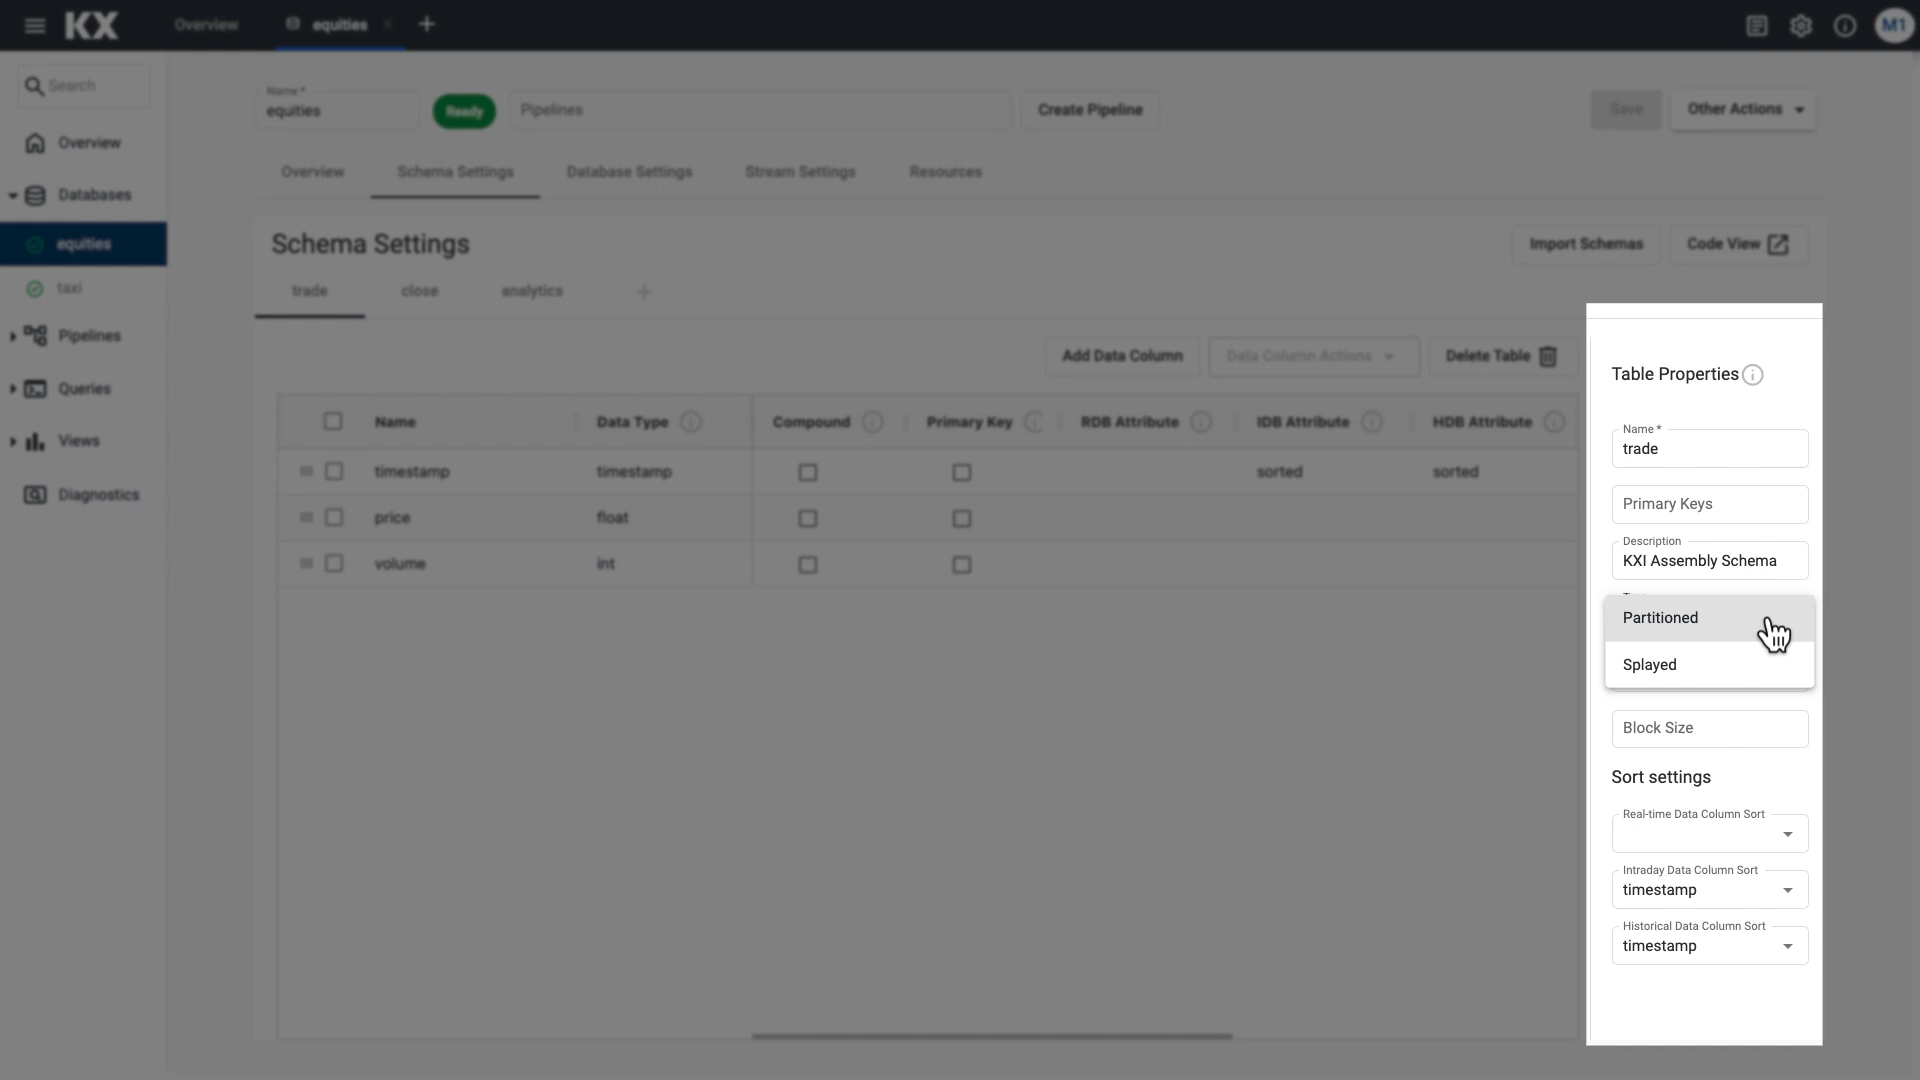 KX Overview equities M1
Search
Name *
equities
Ready
Pipelines
Create Pipeline
Save
Other Actions
Overview
Databases
equities
taxi
Pipelines
Queries
Views
Diagnostics
Overview Schema Settings Database Settings Stream Settings Resources
Schema Settings
Import Schemas
Code View
trade close analytics
Add Data Column
Data Column Actions
Delete Table
Name Data Type Compound Primary Key RDB Attribute IDB Attribute HDB Attribute
timestamp timestamp sorted sorted
price float
volume int
Table Properties
Name *
trade
Primary Keys
Description
KXI Assembly Schema
Partitioned
Splayed
Block Size
Sort settings
Real-time Data Column Sort
Intraday Data Column Sort
timestamp
Historical Data Column Sort
timestamp